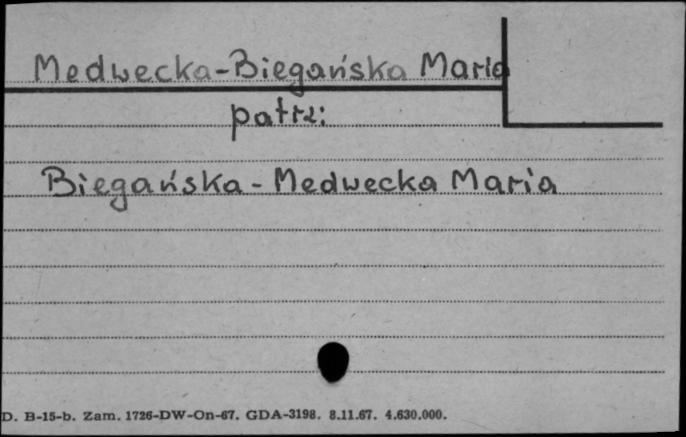 Medwecka-Biegańska Maria
patrz:
Biegańska - Medwecka Maria
D. B-15-b. Zam. 1726-DW-On-67. GDA-3198. 8.11.67. 4.630.000.